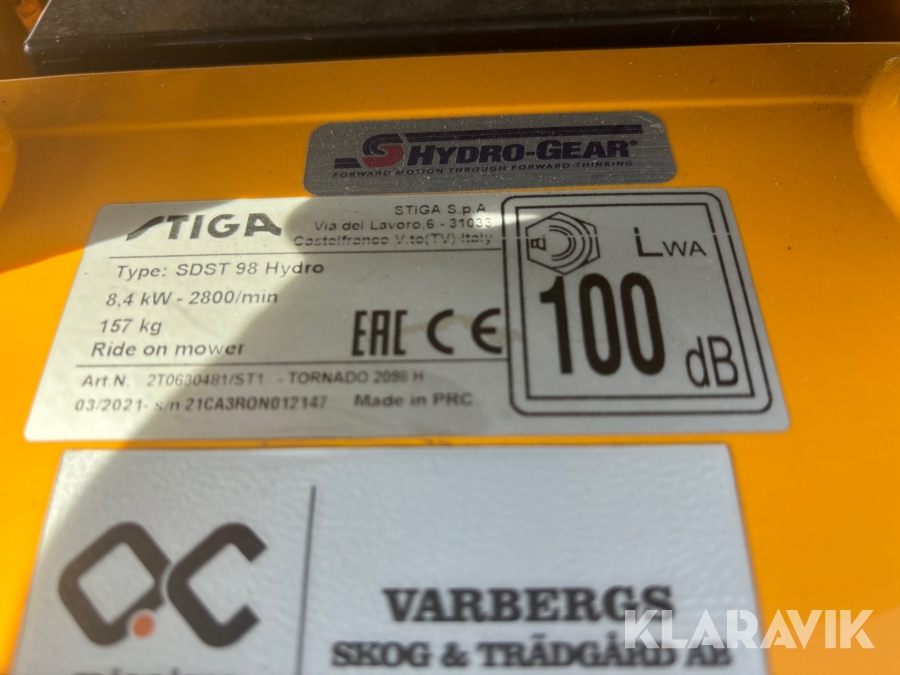 HYDRO-GEAR®
FORWARD MOTION THROUGH FORWARD THINKING
STIGA
STIGA S.p.A.
Via del Lavoro,6 - 31033
Castelfranco V.to(TV) Italy
Type: SDST 98 Hydro
8,4 kW - 2800/min
157 kg
Ride on mower
EAC CE
Art.N. 2T0630481/ST1 - TORNADO 2098 H
03/2021- s/n 21CA3RON012147 Made in PRC
LWA
100
dB
VARBERGS
SKOG & TRÄDGÅRD AB
KLARAVIK